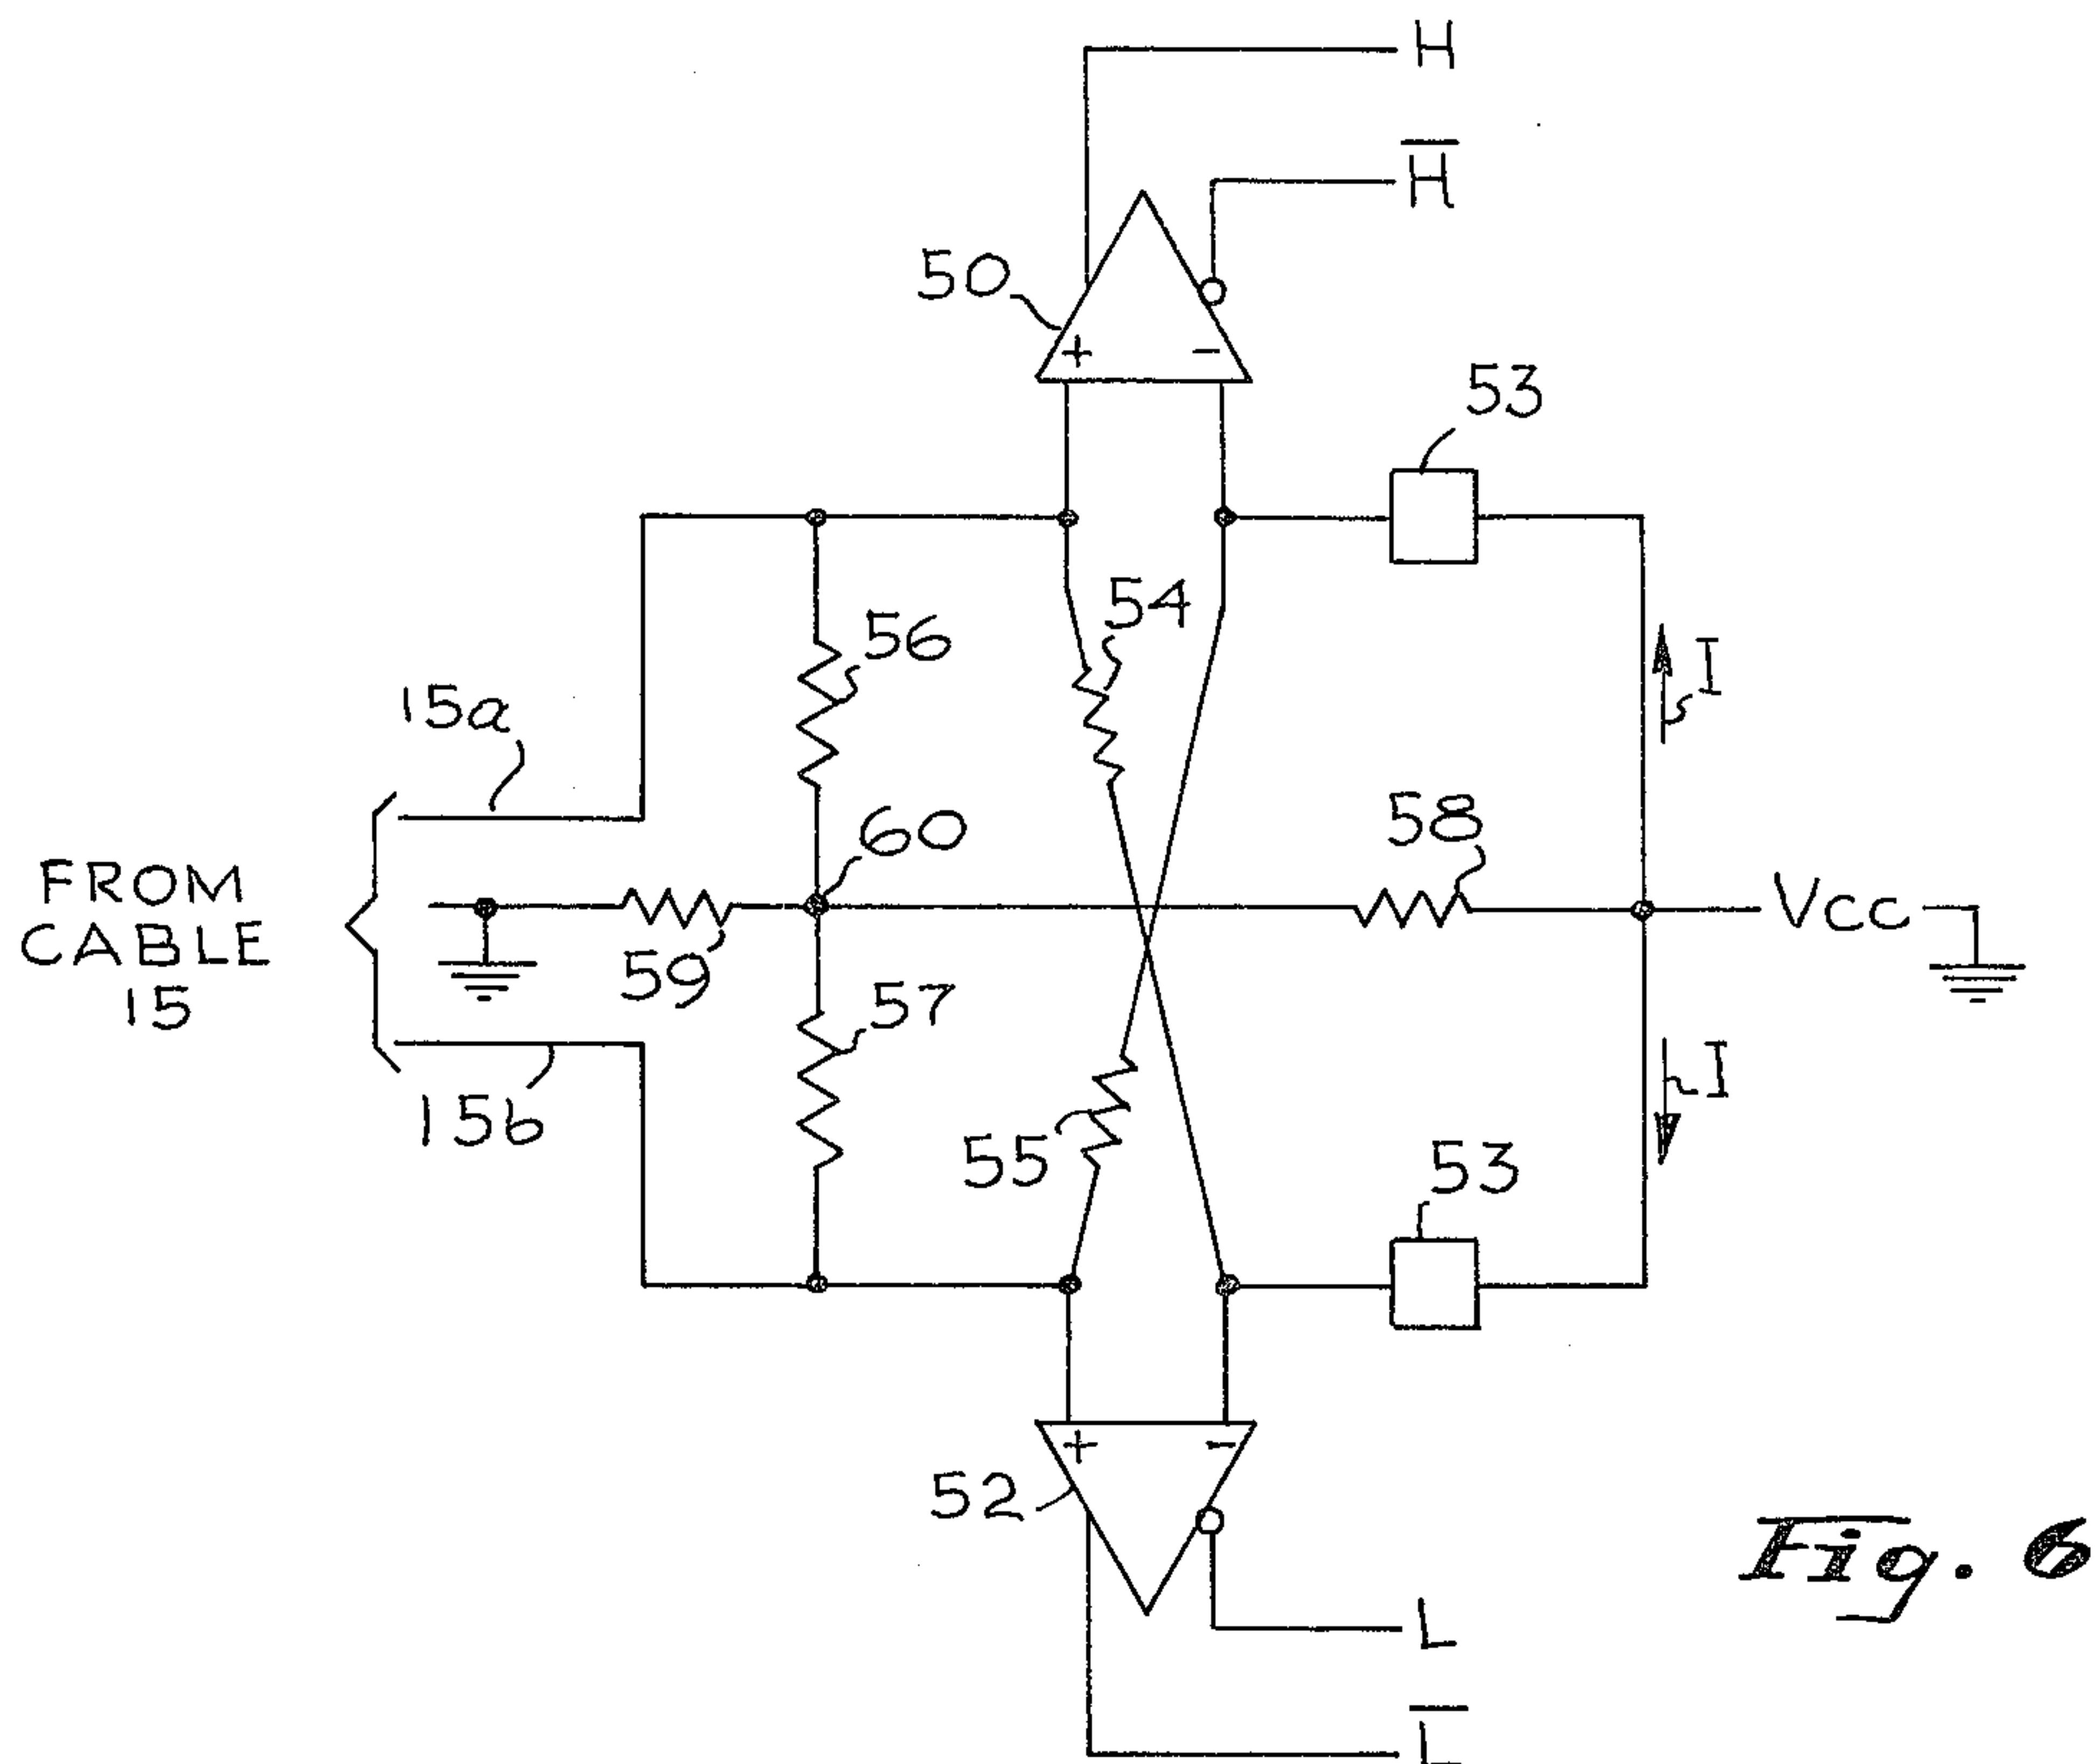 H
H̅
50
+ -
53
54
56
I
15a
60
58
FROM
CABLE
15
Vcc
59
57
I
15b
55
53
+ -
52
Fig. 6
L
L̅